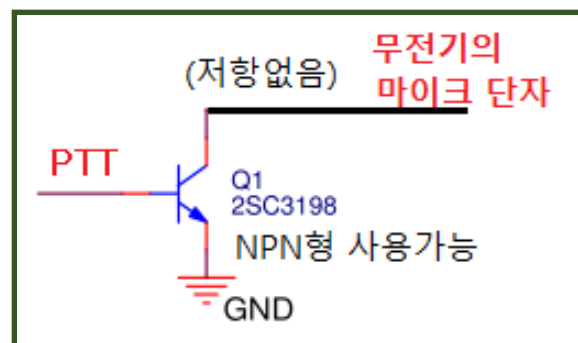 (저항없음)
무전기의
마이크 단자
PTT
Q1
2SC3198
NPN형 사용가능
GND